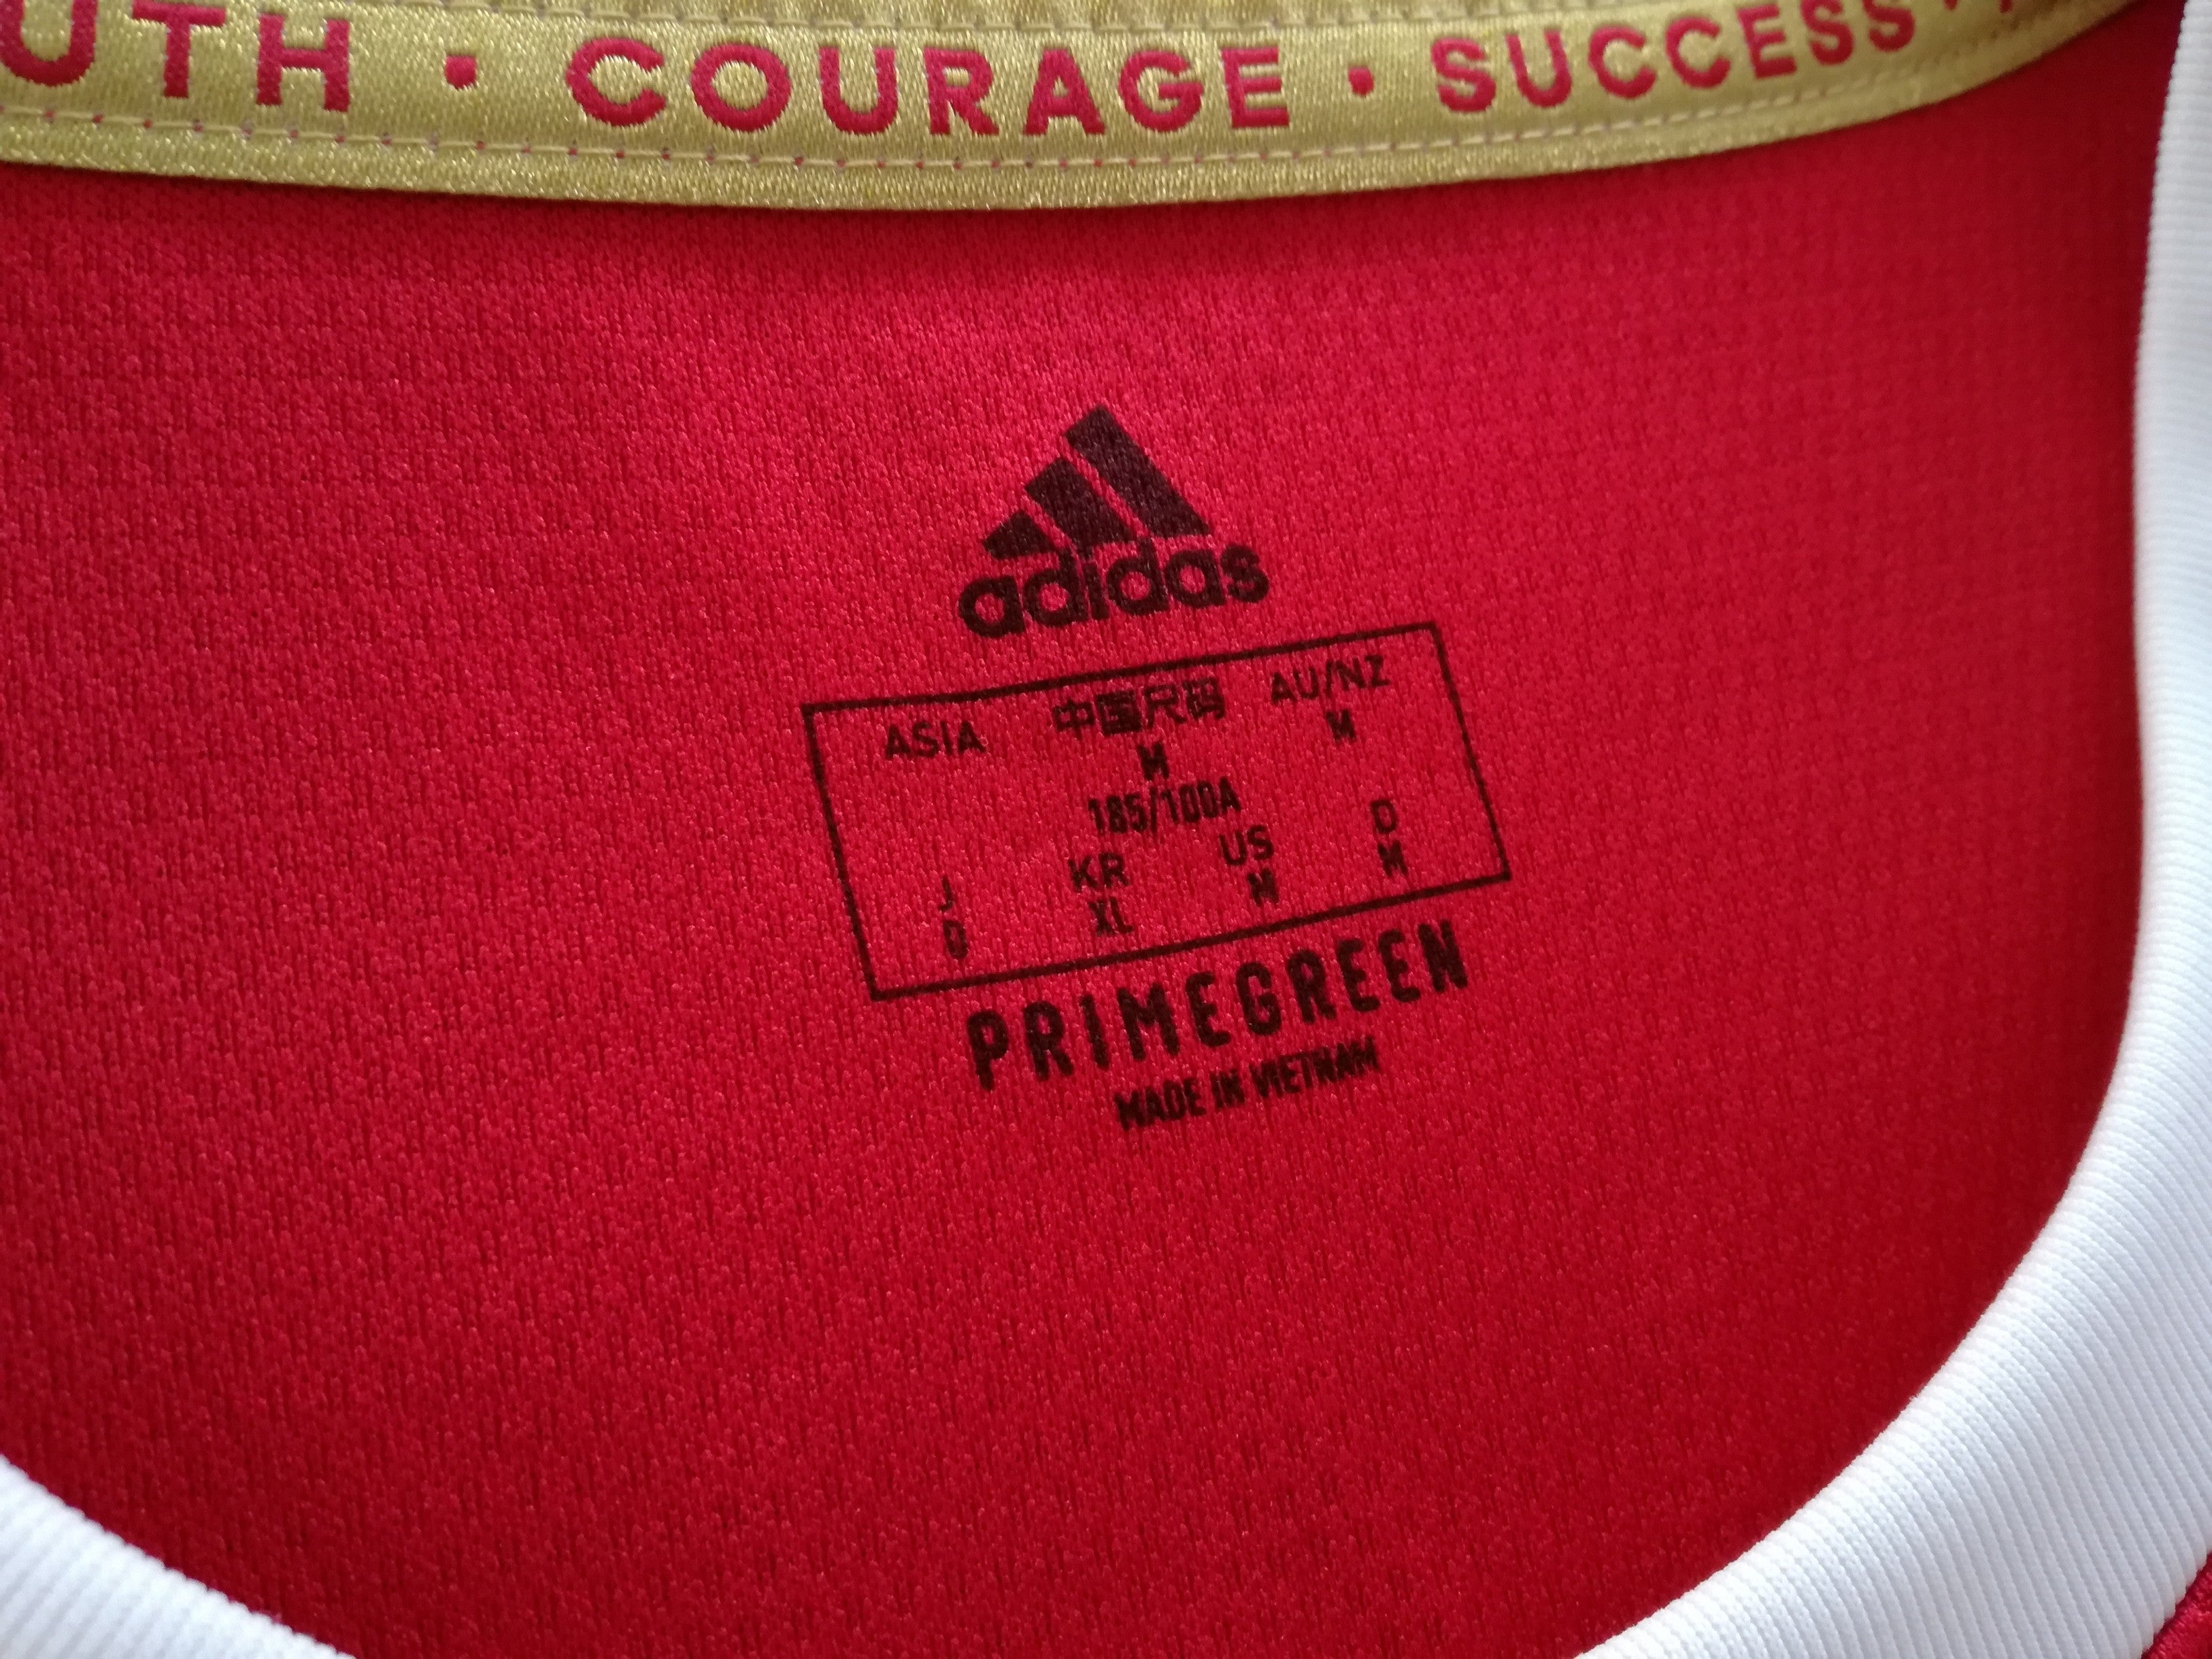 UTH · COURAGE · SUCCESS ·
adidas
ASIA 中国尺码 AU/NZ
M M
185/100A
J KR US D
O XL M M
PRIMEGREEN
MADE IN VIETNAM